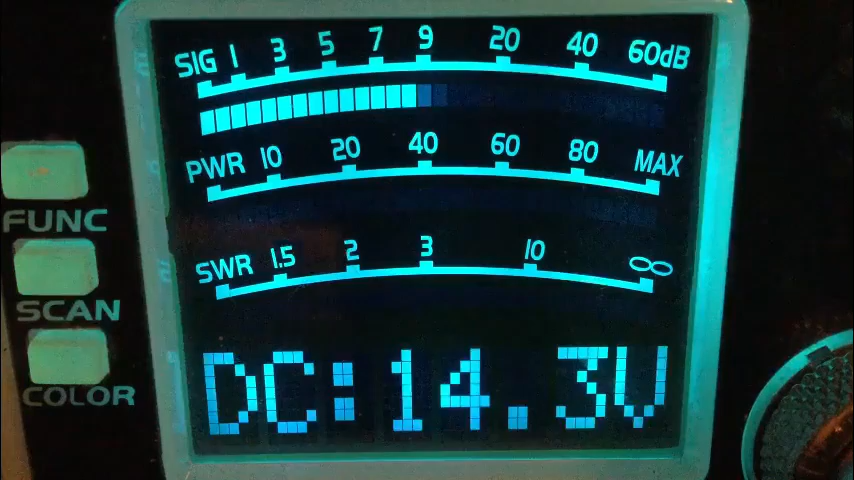 SIG 1 3 5 7 9 20 40 60dB
PWR 10 20 40 60 80 MAX
FUNC
SWR 1.5 2 3 10 ∞
SCAN
DC:14.3V
COLOR